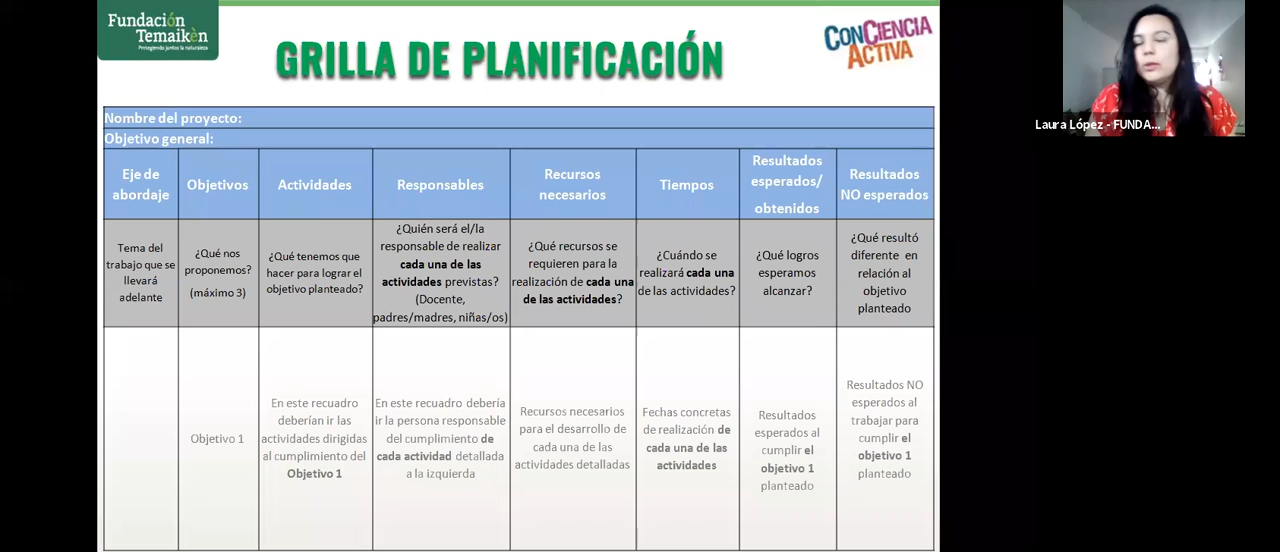 Fundación
Temaikèn
Protegiendo juntos la naturaleza
GRILLA DE PLANIFICACIÓN
CONCIENCIA
ACTIVA
Laura López - FUNDA...
Nombre del proyecto:
Objetivo general:
Eje de
abordaje
Objetivos
Actividades
Responsables
Recursos
necesarios
Tiempos
Resultados
esperados/
obtenidos
Resultados
NO esperados
Tema del
trabajo que se
llevará
adelante
¿Qué nos
proponemos?
(máximo 3)
¿Qué tenemos que
hacer para lograr el
objetivo planteado?
¿Quién será el/la
responsable de realizar
cada una de las
actividades previstas?
(Docente,
padres/madres, niñas/os)
¿Qué recursos se
requieren para la
realización de cada una
de las actividades?
¿Cuándo se
realizará cada una
de las actividades?
¿Qué logros
esperamos
alcanzar?
¿Qué resultó
diferente en
relación al
objetivo
planteado
Objetivo 1
En este recuadro
deberían ir las
actividades dirigidas
al cumplimiento del
Objetivo 1
En este recuadro debería
ir la persona responsable
del cumplimiento de
cada actividad detallada
a la izquierda
Recursos necesarios
para el desarrollo de
cada una de las
actividades detalladas
Fechas concretas
de realización de
cada una de las
actividades
Resultados
esperados al
cumplir el
objetivo 1
planteado
Resultados NO
esperados al
trabajar para
cumplir el
objetivo 1
planteado